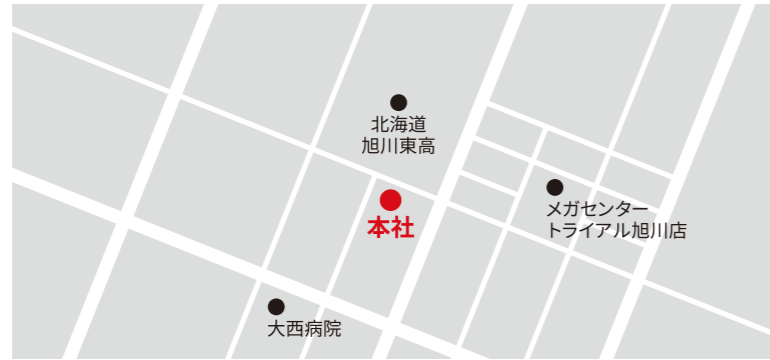 北海道
旭川東高
本社
メガセンター
トライアル旭川店
大西病院